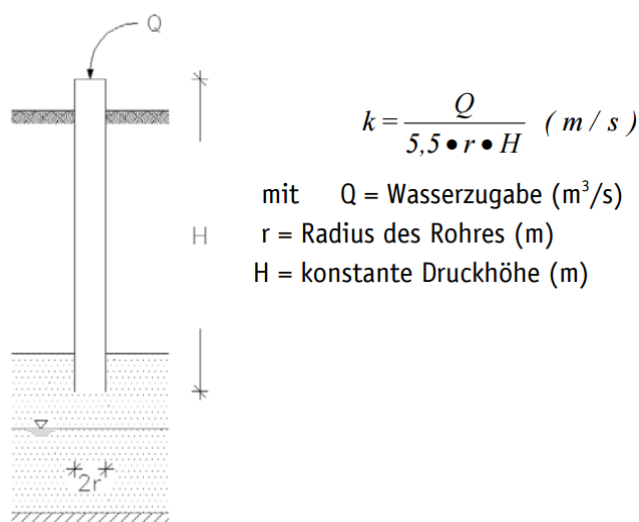 Q
H
2r
k = Q / 5,5 • r • H ( m / s )
mit Q = Wasserzugabe (m³/s)
r = Radius des Rohres (m)
H = konstante Druckhöhe (m)